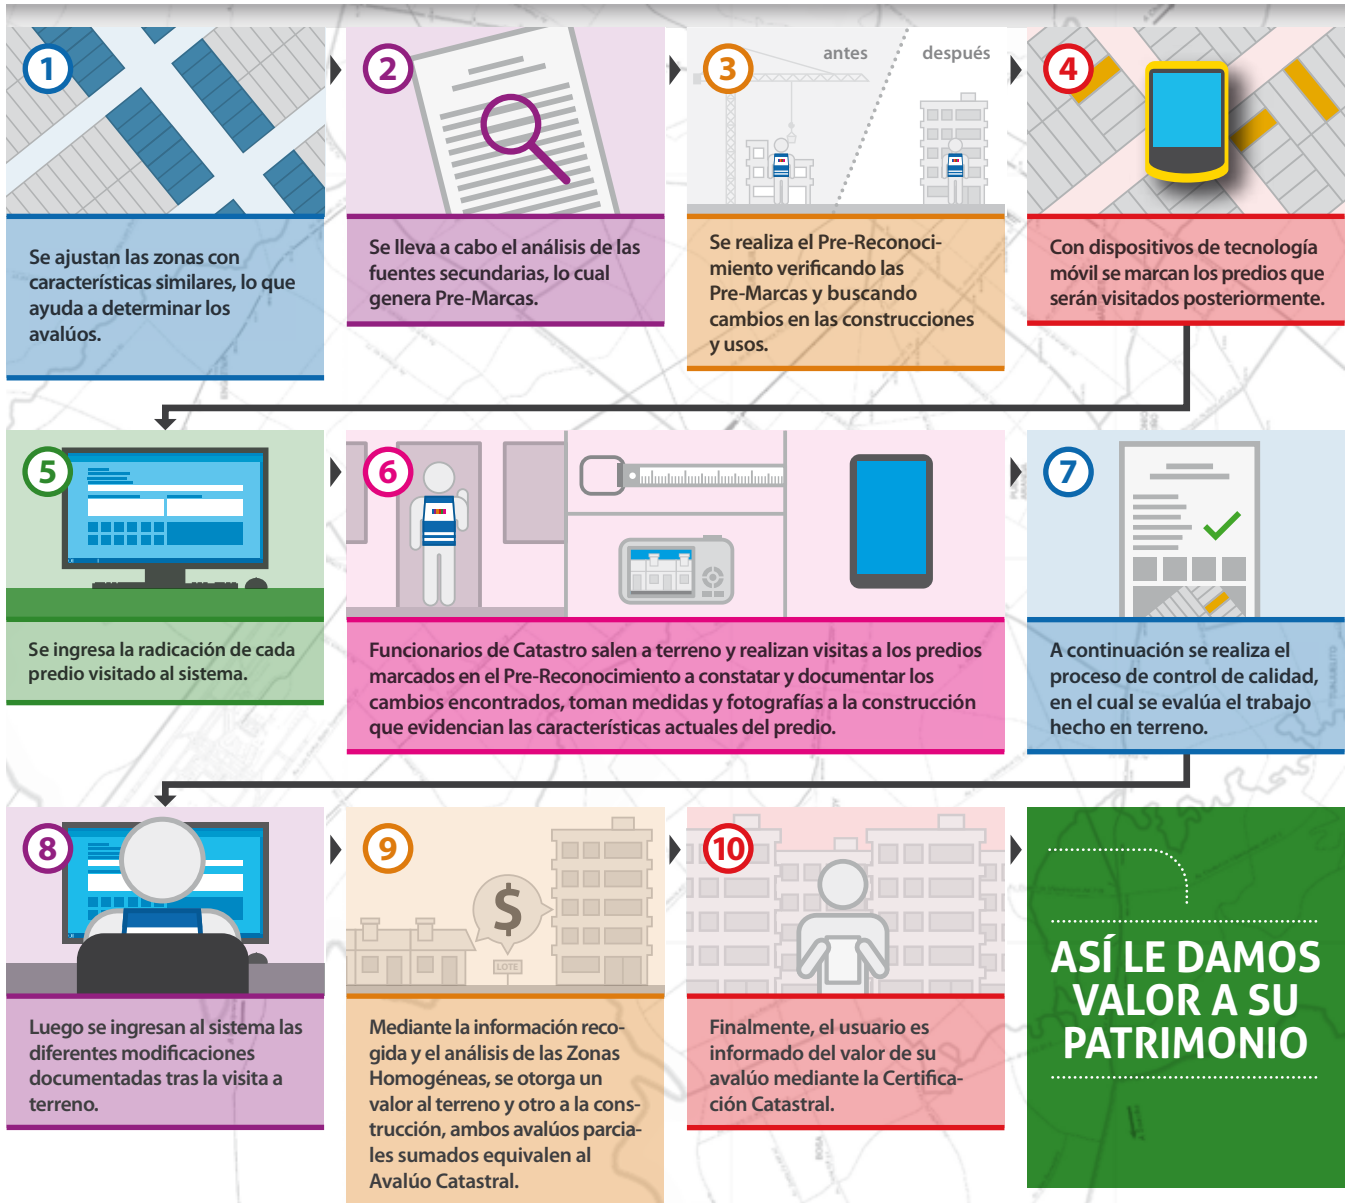 1
Se ajustan las zonas con
características similares, lo que
ayuda a determinar los
avalúos.
2
Se lleva a cabo el análisis de las
fuentes secundarias, lo cual
genera Pre-Marcas.
3
antes
después
Se realiza el Pre-Reconoci-
miento verificando las
Pre-Marcas y buscando
cambios en las construcciones
y usos.
4
Con dispositivos de tecnología
móvil se marcan los predios que
serán visitados posteriormente.
5
Se ingresa la radicación de cada
predio visitado al sistema.
6
Funcionarios de Catastro salen a terreno y realizan visitas a los predios
marcados en el Pre-Reconocimiento a constatar y documentar los
cambios encontrados, toman medidas y fotografías a la construcción
que evidencian las características actuales del predio.
7
A continuación se realiza el
proceso de control de calidad,
en el cual se evalúa el trabajo
hecho en terreno.
8
Luego se ingresan al sistema las
diferentes modificaciones
documentadas tras la visita a
terreno.
9
$
LOTE
Mediante la información reco-
gida y el análisis de las Zonas
Homogéneas, se otorga un
valor al terreno y otro a la cons-
trucción, ambos avalúos parcia-
les sumados equivalen al
Avalúo Catastral.
10
Finalmente, el usuario es
informado del valor de su
avalúo mediante la Certifica-
ción Catastral.
ASÍ LE DAMOS
VALOR A SU
PATRIMONIO